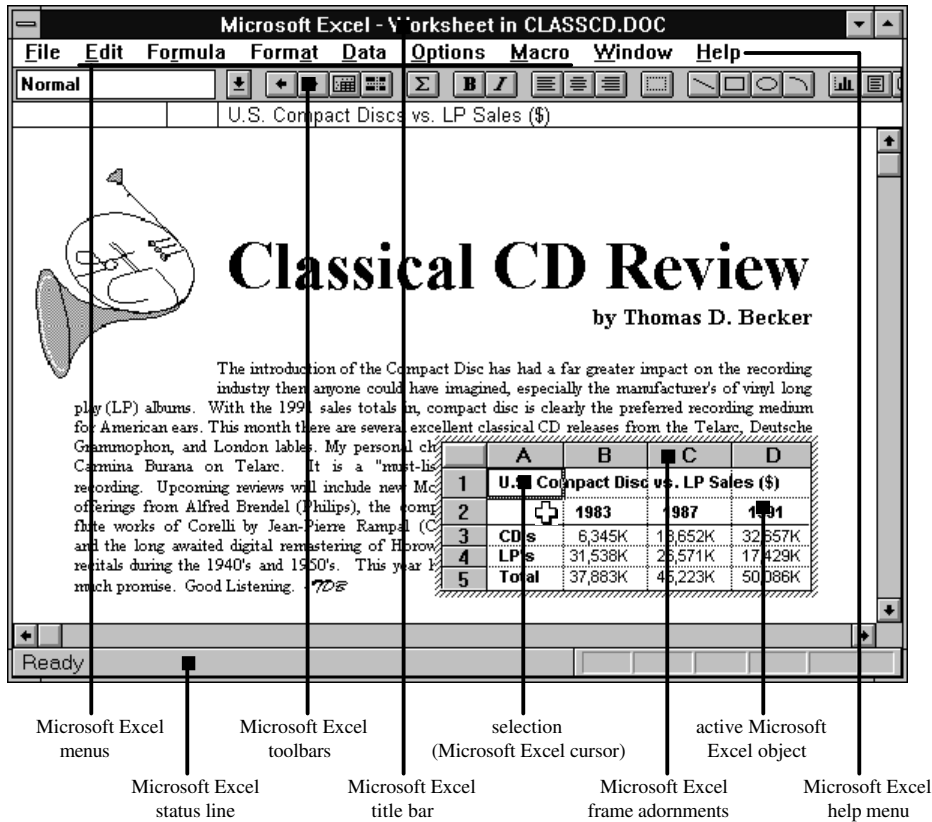 Microsoft Excel - Worksheet in CLASSCD.DOC
File Edit Formula Format Data Options Macro Window Help
Normal
Σ B I
U.S. Compact Discs vs. LP Sales ($)
Classical CD Review
by Thomas D. Becker
The introduction of the Compact Disc has had a far greater impact on the recording
industry then anyone could have imagined, especially the manufacturer's of vinyl long
play (LP) albums. With the 1991 sales totals in, compact disc is clearly the preferred recording medium
for American ears. This month there are several excellent classical CD releases from the Telarc, Deutsche
Grammophon, and London lables. My personal ch
Carmina Burana on Telarc. It is a "must-lis
recording. Upcoming reviews will include new Mc
offerings from Alfred Brendel (Philips), the comp
flute works of Corelli by Jean-Pierre Rampal (C
and the long awaited digital remastering of Horow
recitals during the 1940's and 1950's. This year h
much promise. Good Listening. -TDB
A B C D
1 U.S. Compact Disc vs. LP Sales ($)
2 1983 1987 1991
3 CD's 6,345K 18,652K 32,657K
4 LP's 31,538K 26,571K 17,429K
5 Total 37,883K 45,223K 50,086K
Ready
Microsoft Excel
menus
Microsoft Excel
toolbars
selection
(Microsoft Excel cursor)
active Microsoft
Excel object
Microsoft Excel
status line
Microsoft Excel
title bar
Microsoft Excel
frame adornments
Microsoft Excel
help menu